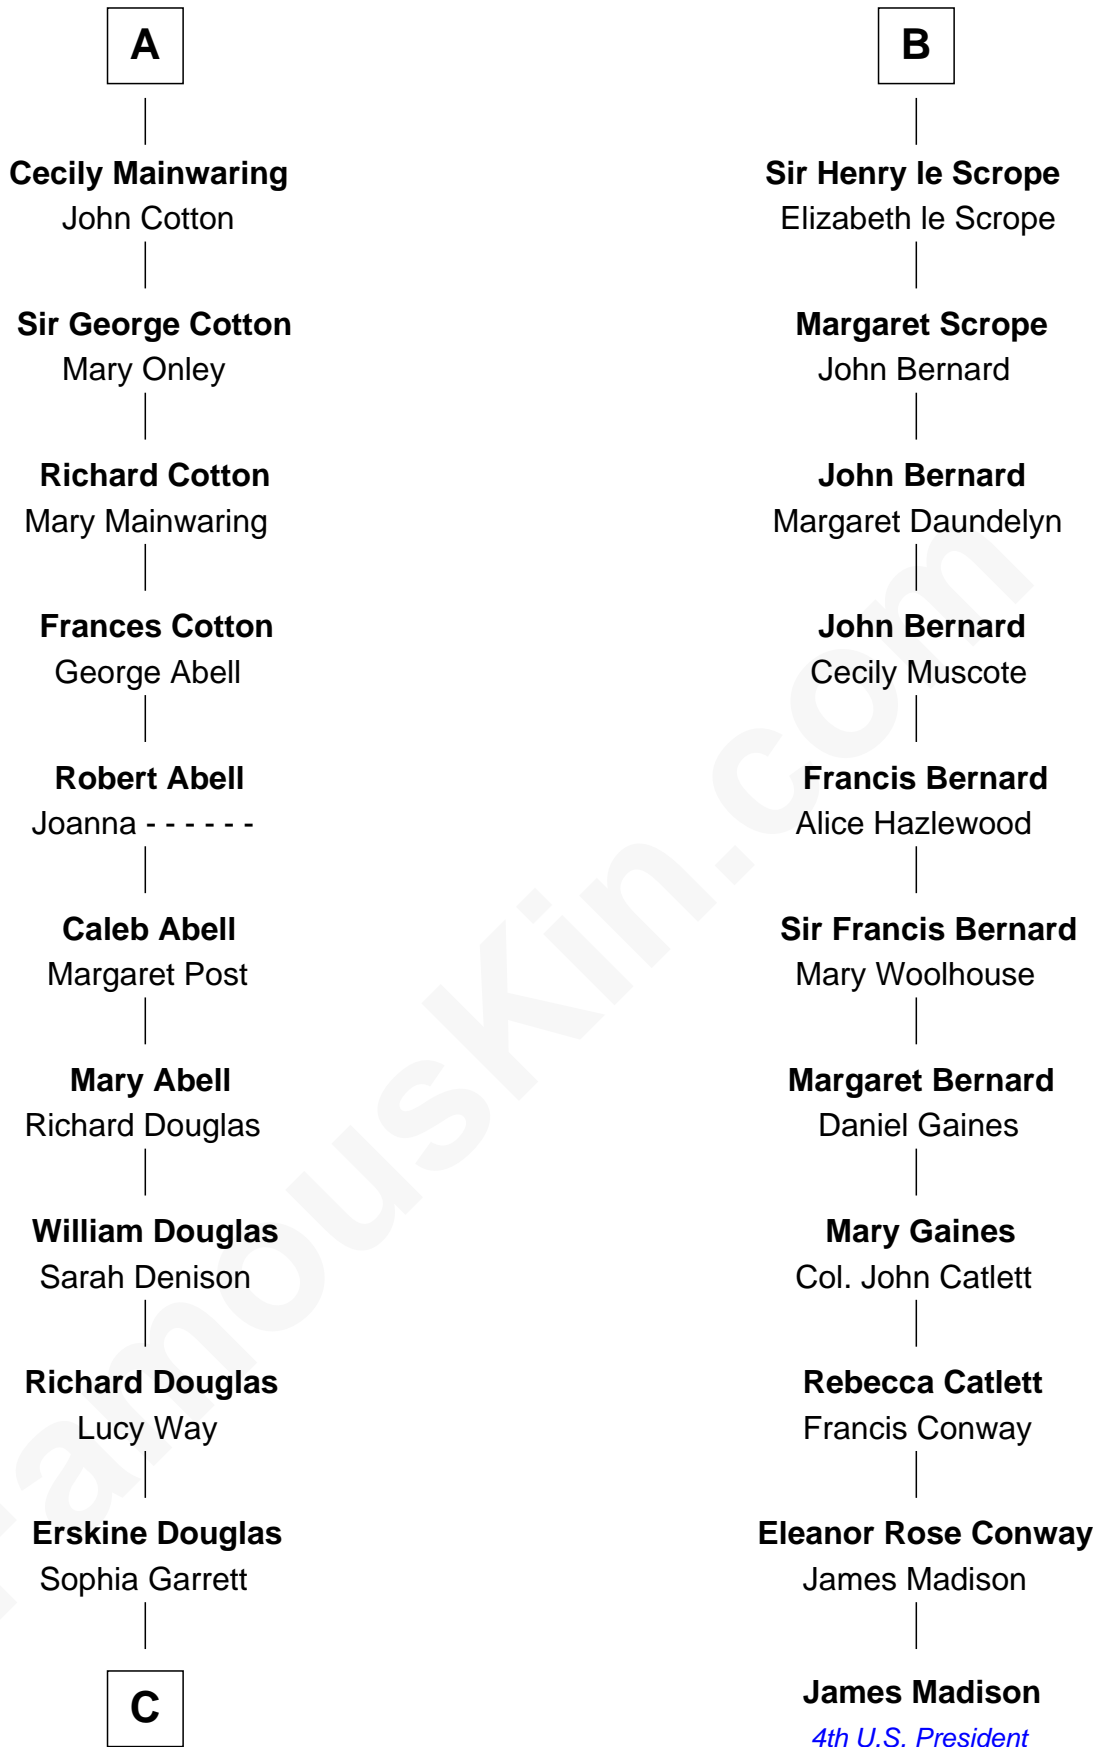 A
Cecily Mainwaring
John Cotton
Sir George Cotton
Mary Onley
Richard Cotton
Mary Mainwaring
Frances Cotton
George Abell
Robert Abell
Joanna - - - - - -
Caleb Abell
Margaret Post
Mary Abell
Richard Douglas
William Douglas
Sarah Denison
Richard Douglas
Lucy Way
Erskine Douglas
Sophia Garrett
C
B
Sir Henry le Scrope
Elizabeth le Scrope
Margaret Scrope
John Bernard
John Bernard
Margaret Daundelyn
John Bernard
Cecily Muscote
Francis Bernard
Alice Hazlewood
Sir Francis Bernard
Mary Woolhouse
Margaret Bernard
Daniel Gaines
Mary Gaines
Col. John Catlett
Rebecca Catlett
Francis Conway
Eleanor Rose Conway
James Madison
James Madison
4th U.S. President
FamousKin.com